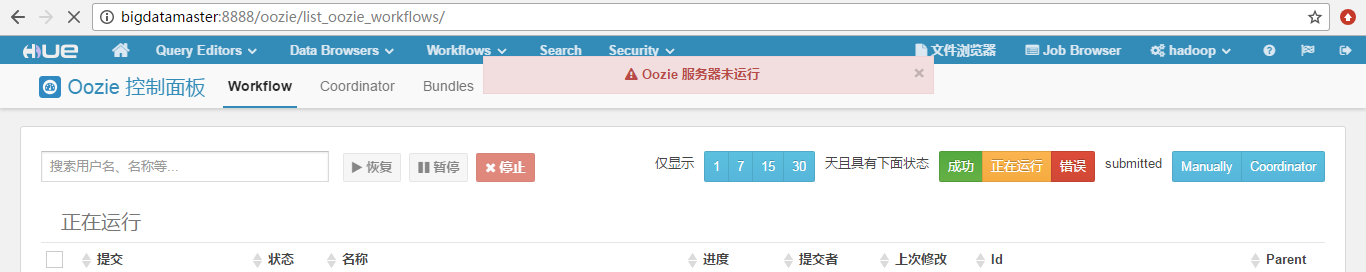 bigdatamaster:8888/oozie/list_oozie_workflows/
HUE Query Editors Data Browsers Workflows Search Security 文件浏览器 Job Browser hadoop
Oozie 服务器未运行 ×
Oozie 控制面板 Workflow Coordinator Bundles
搜索用户名、名称等... 恢复 暂停 停止 仅显示 1 7 15 30 天且具有下面状态 成功 正在运行 错误 submitted Manually Coordinator
正在运行
提交 状态 名称 进度 提交者 上次修改 Id Parent